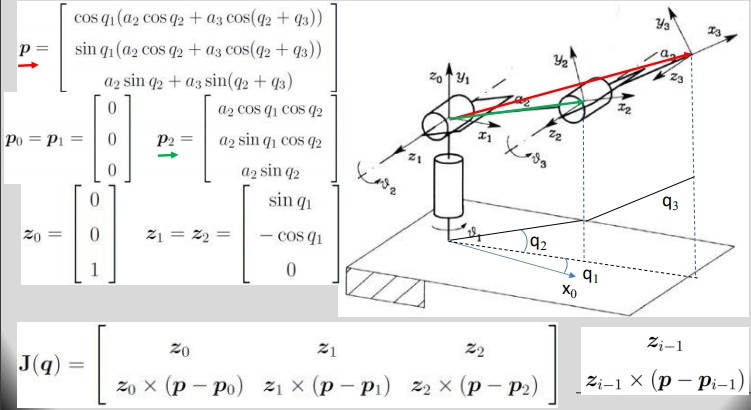 p = [ cos q₁(a₂ cos q₂ + a₃ cos(q₂ + q₃))
sin q₁(a₂ cos q₂ + a₃ cos(q₂ + q₃))
a₂ sin q₂ + a₃ sin(q₂ + q₃) ]
p₀ = p₁ = [ 0 0 0 ] p₂ = [ a₂ cos q₁ cos q₂
a₂ sin q₁ cos q₂
a₂ sin q₂ ]
z₀ = [ 0 0 1 ] z₁ = z₂ = [ sin q₁
− cos q₁
0 ]
z₀ y₁
x₁
z₁
ϑ₂
a₂
y₂
x₂
z₂
ϑ₃
y₃
x₃
z₃
ϑ₁
q₂
q₁
q₃
x₀
J(q) = [ z₀ z₁ z₂
z₀ × (p − p₀) z₁ × (p − p₁) z₂ × (p − p₂) ]
zᵢ₋₁
zᵢ₋₁ × (p − pᵢ₋₁)